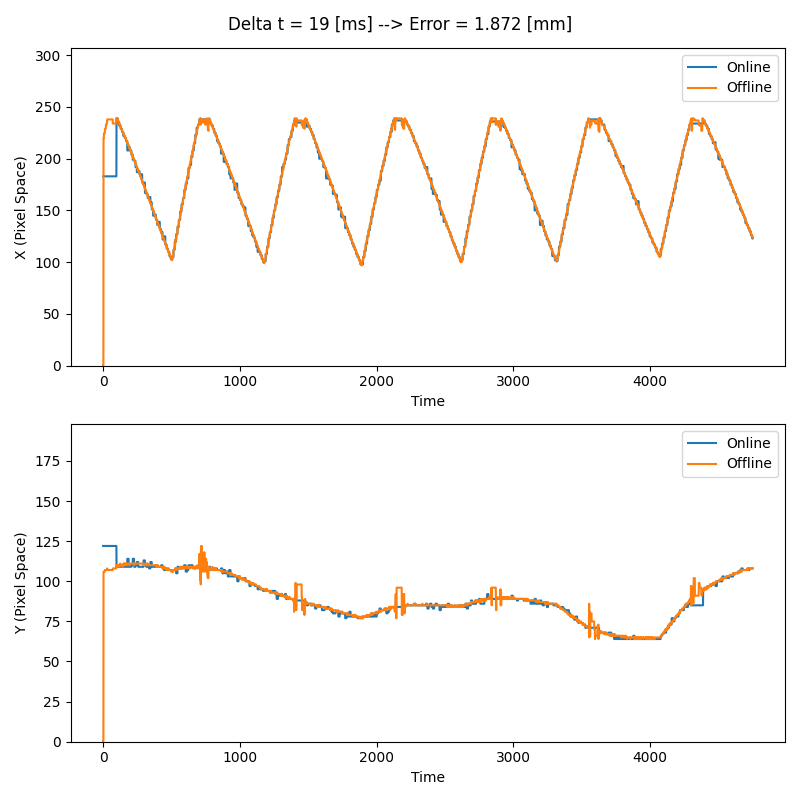 Delta t = 19 [ms] --> Error = 1.872 [mm]
300
250
200
150
100
50
0
X (Pixel Space)
Online
Offline
0
1000
2000
3000
4000
Time
175
150
125
100
75
50
25
0
Y (Pixel Space)
Online
Offline
0
1000
2000
3000
4000
Time